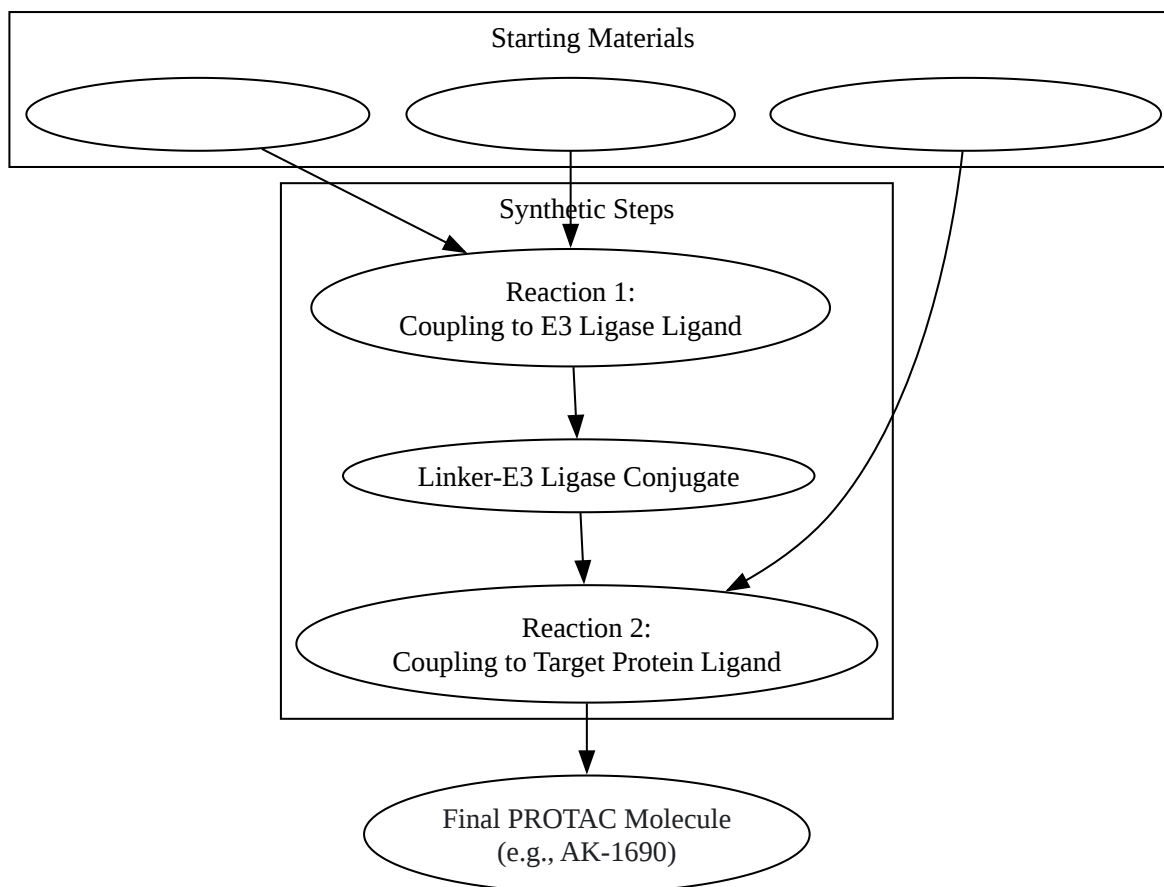 Starting Materials
Synthetic Steps
Reaction 1:
Coupling to E3 Ligase Ligand
Linker-E3 Ligase Conjugate
Reaction 2:
Coupling to Target Protein Ligand
Final PROTAC Molecule
(e.g., AK-1690)